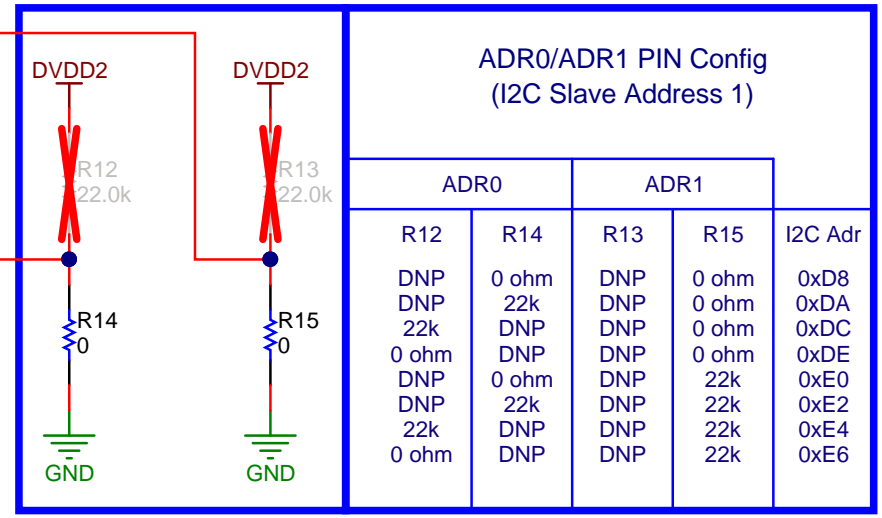 DVDD2
DVDD2
R12
22.0k
R13
22.0k
R14
0
R15
0
GND
GND
ADR0/ADR1 PIN Config
(I2C Slave Address 1)
ADR0 ADR1
R12 R14 R13 R15 I2C Adr
DNP 0 ohm DNP 0 ohm 0xD8
DNP 22k DNP 0 ohm 0xDA
22k DNP DNP 0 ohm 0xDC
0 ohm DNP DNP 0 ohm 0xDE
DNP 0 ohm DNP 22k 0xE0
DNP 22k DNP 22k 0xE2
22k DNP DNP 22k 0xE4
0 ohm DNP DNP 22k 0xE6